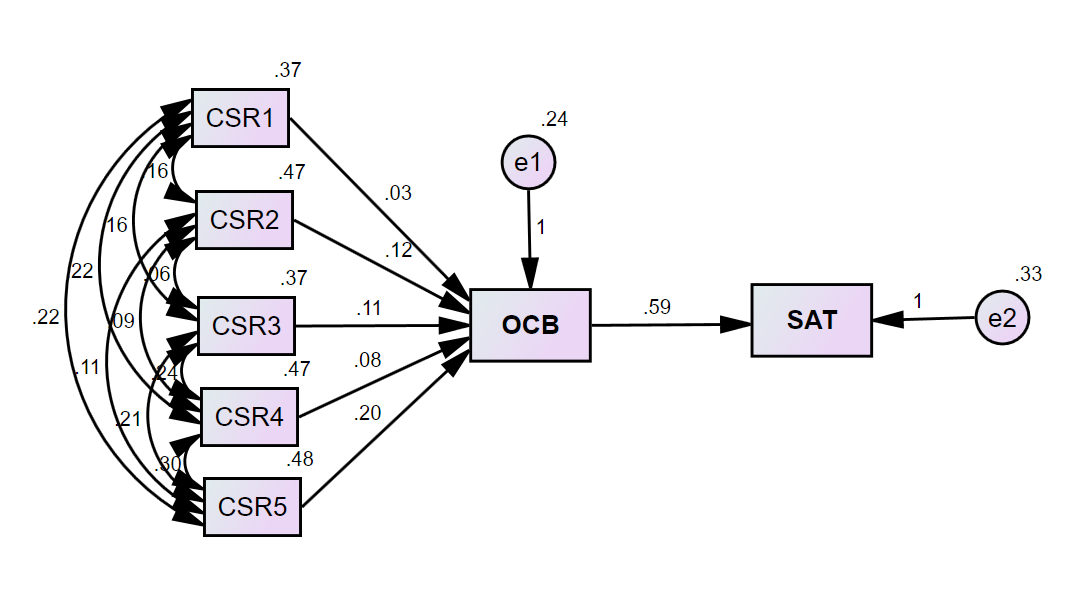 .37
CSR1
.24
e1
16
.47
.03
CSR2
16
1
.12
22
.06
.37
.33
.22
09
CSR3
.11
OCB
.59
SAT
1
e2
.11
.24
.47
.08
.21
CSR4
.20
.30
.48
CSR5